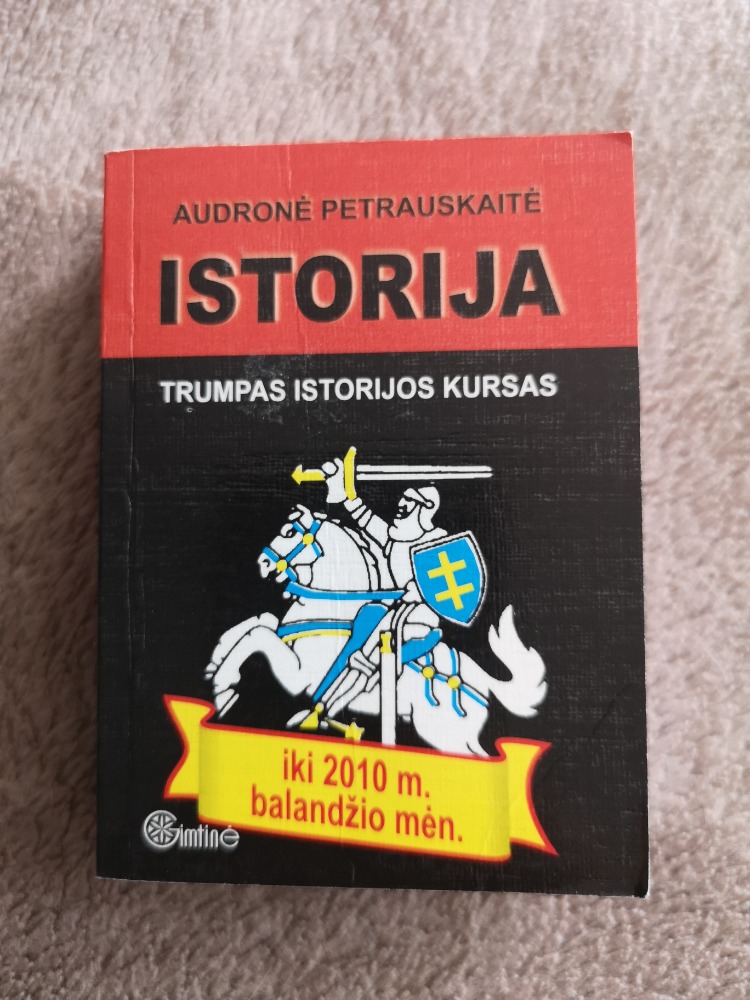 AUDRONĖ PETRAUSKAITĖ
ISTORIJA
TRUMPAS ISTORIJOS KURSAS
iki 2010 m.
balandžio mėn.
Gimtinė